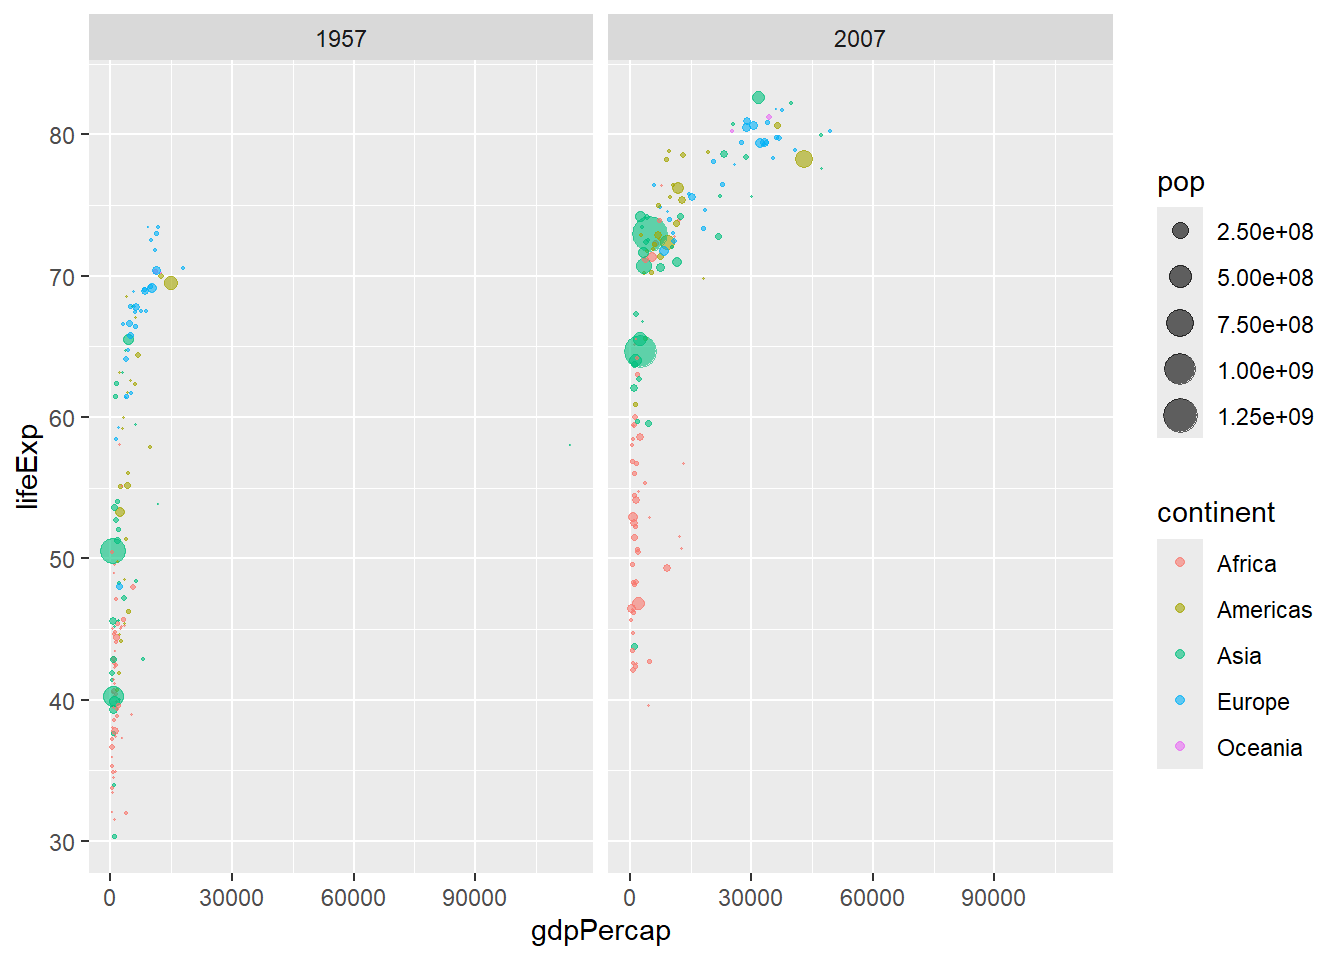 1957
2007
80
70
60
50
40
30
lifeExp
0
30000
60000
90000
0
30000
60000
90000
gdpPercap
pop
2.50e+08
5.00e+08
7.50e+08
1.00e+09
1.25e+09
continent
Africa
Americas
Asia
Europe
Oceania